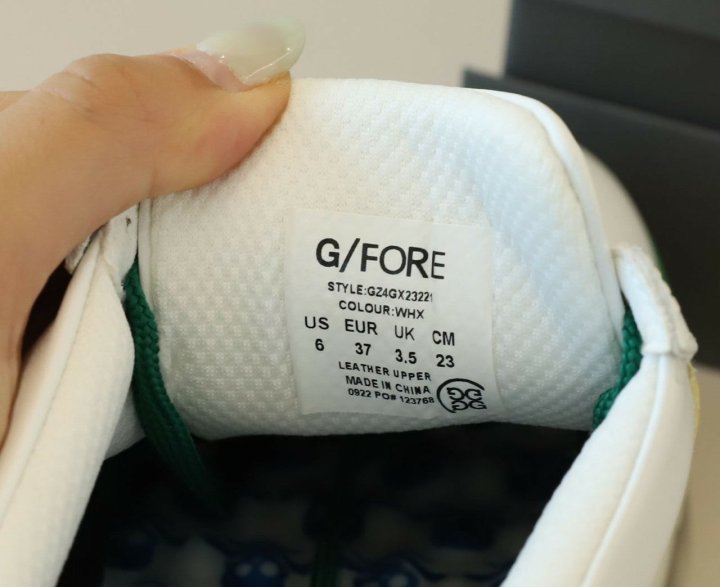 G/FORE
STYLE:GZ4GX23221
COLOUR:WHX
US EUR UK CM
6 37 3.5 23
LEATHER UPPER
MADE IN CHINA
0922 PO# 123768